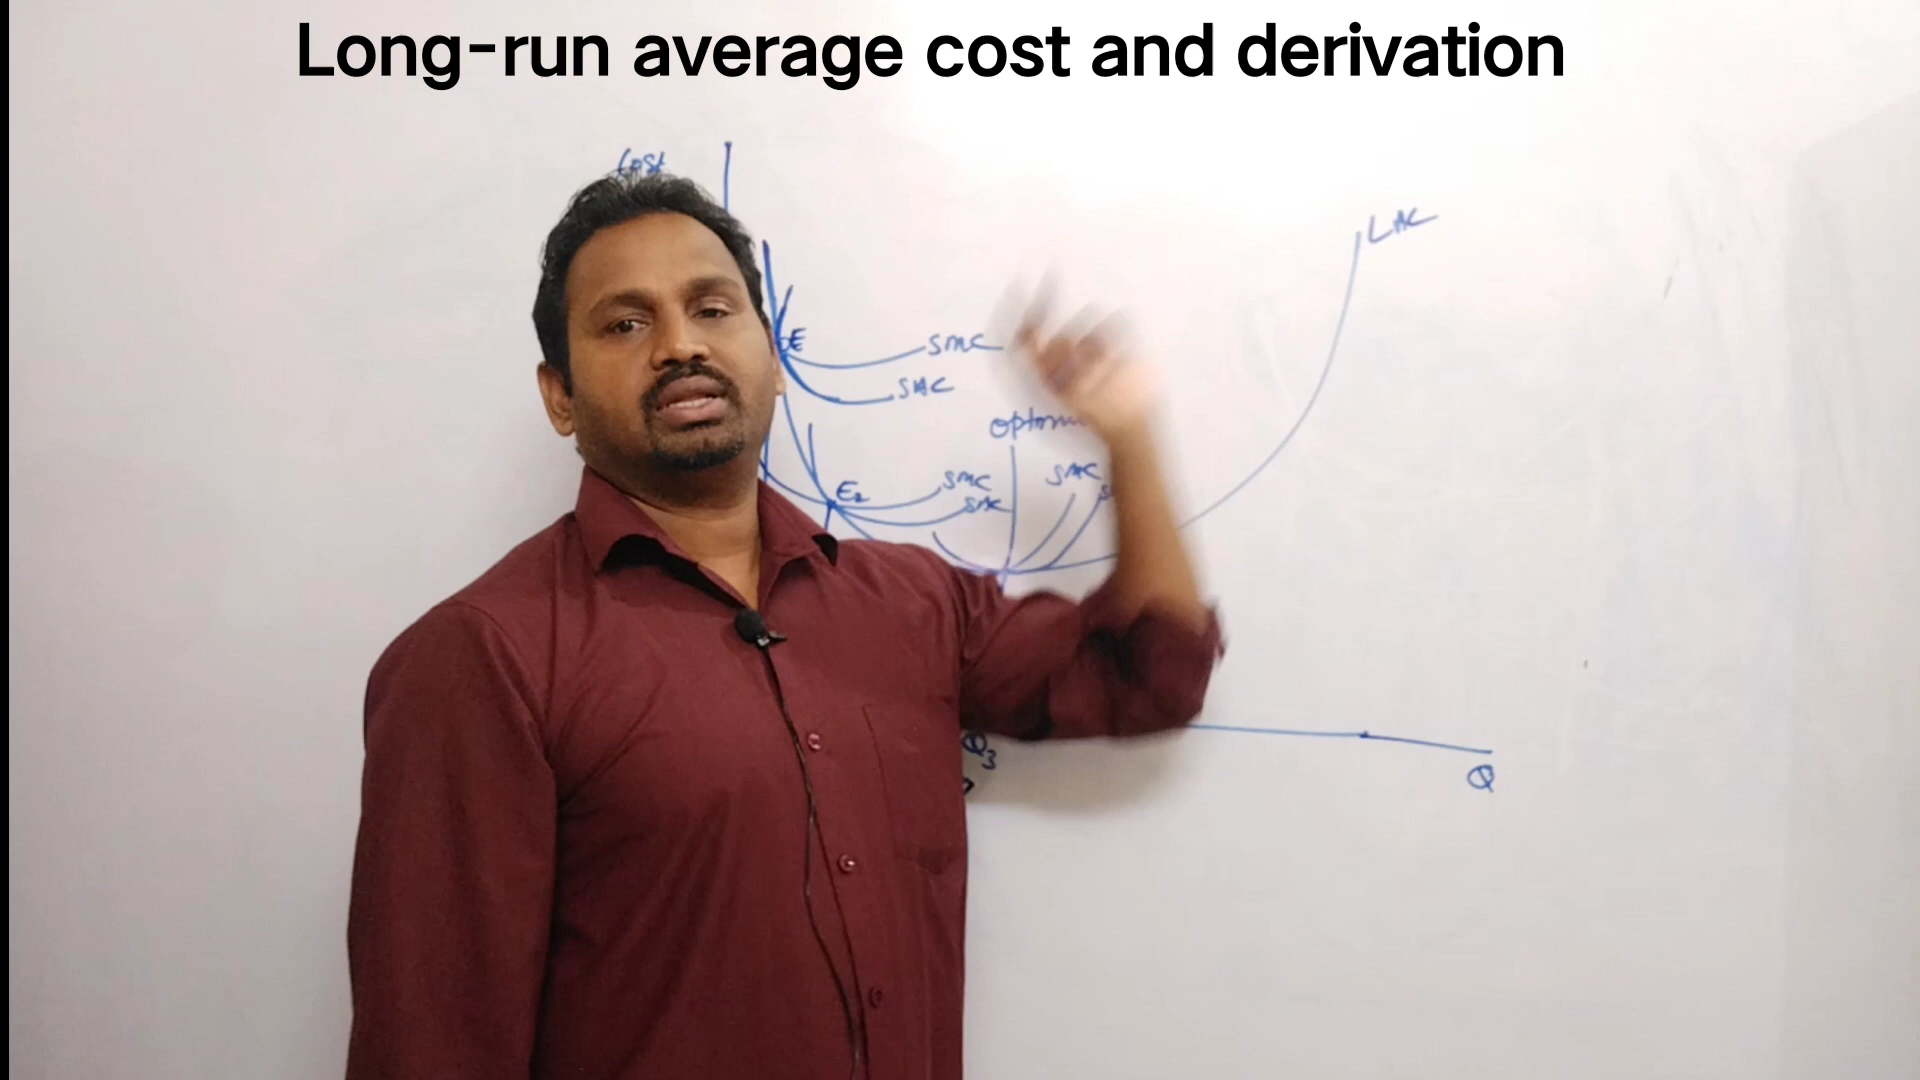 Long-run average cost and derivation
Cost
LAC
E
SMC
SAC
E2
SMC
SAC
SMC
Q3
Q